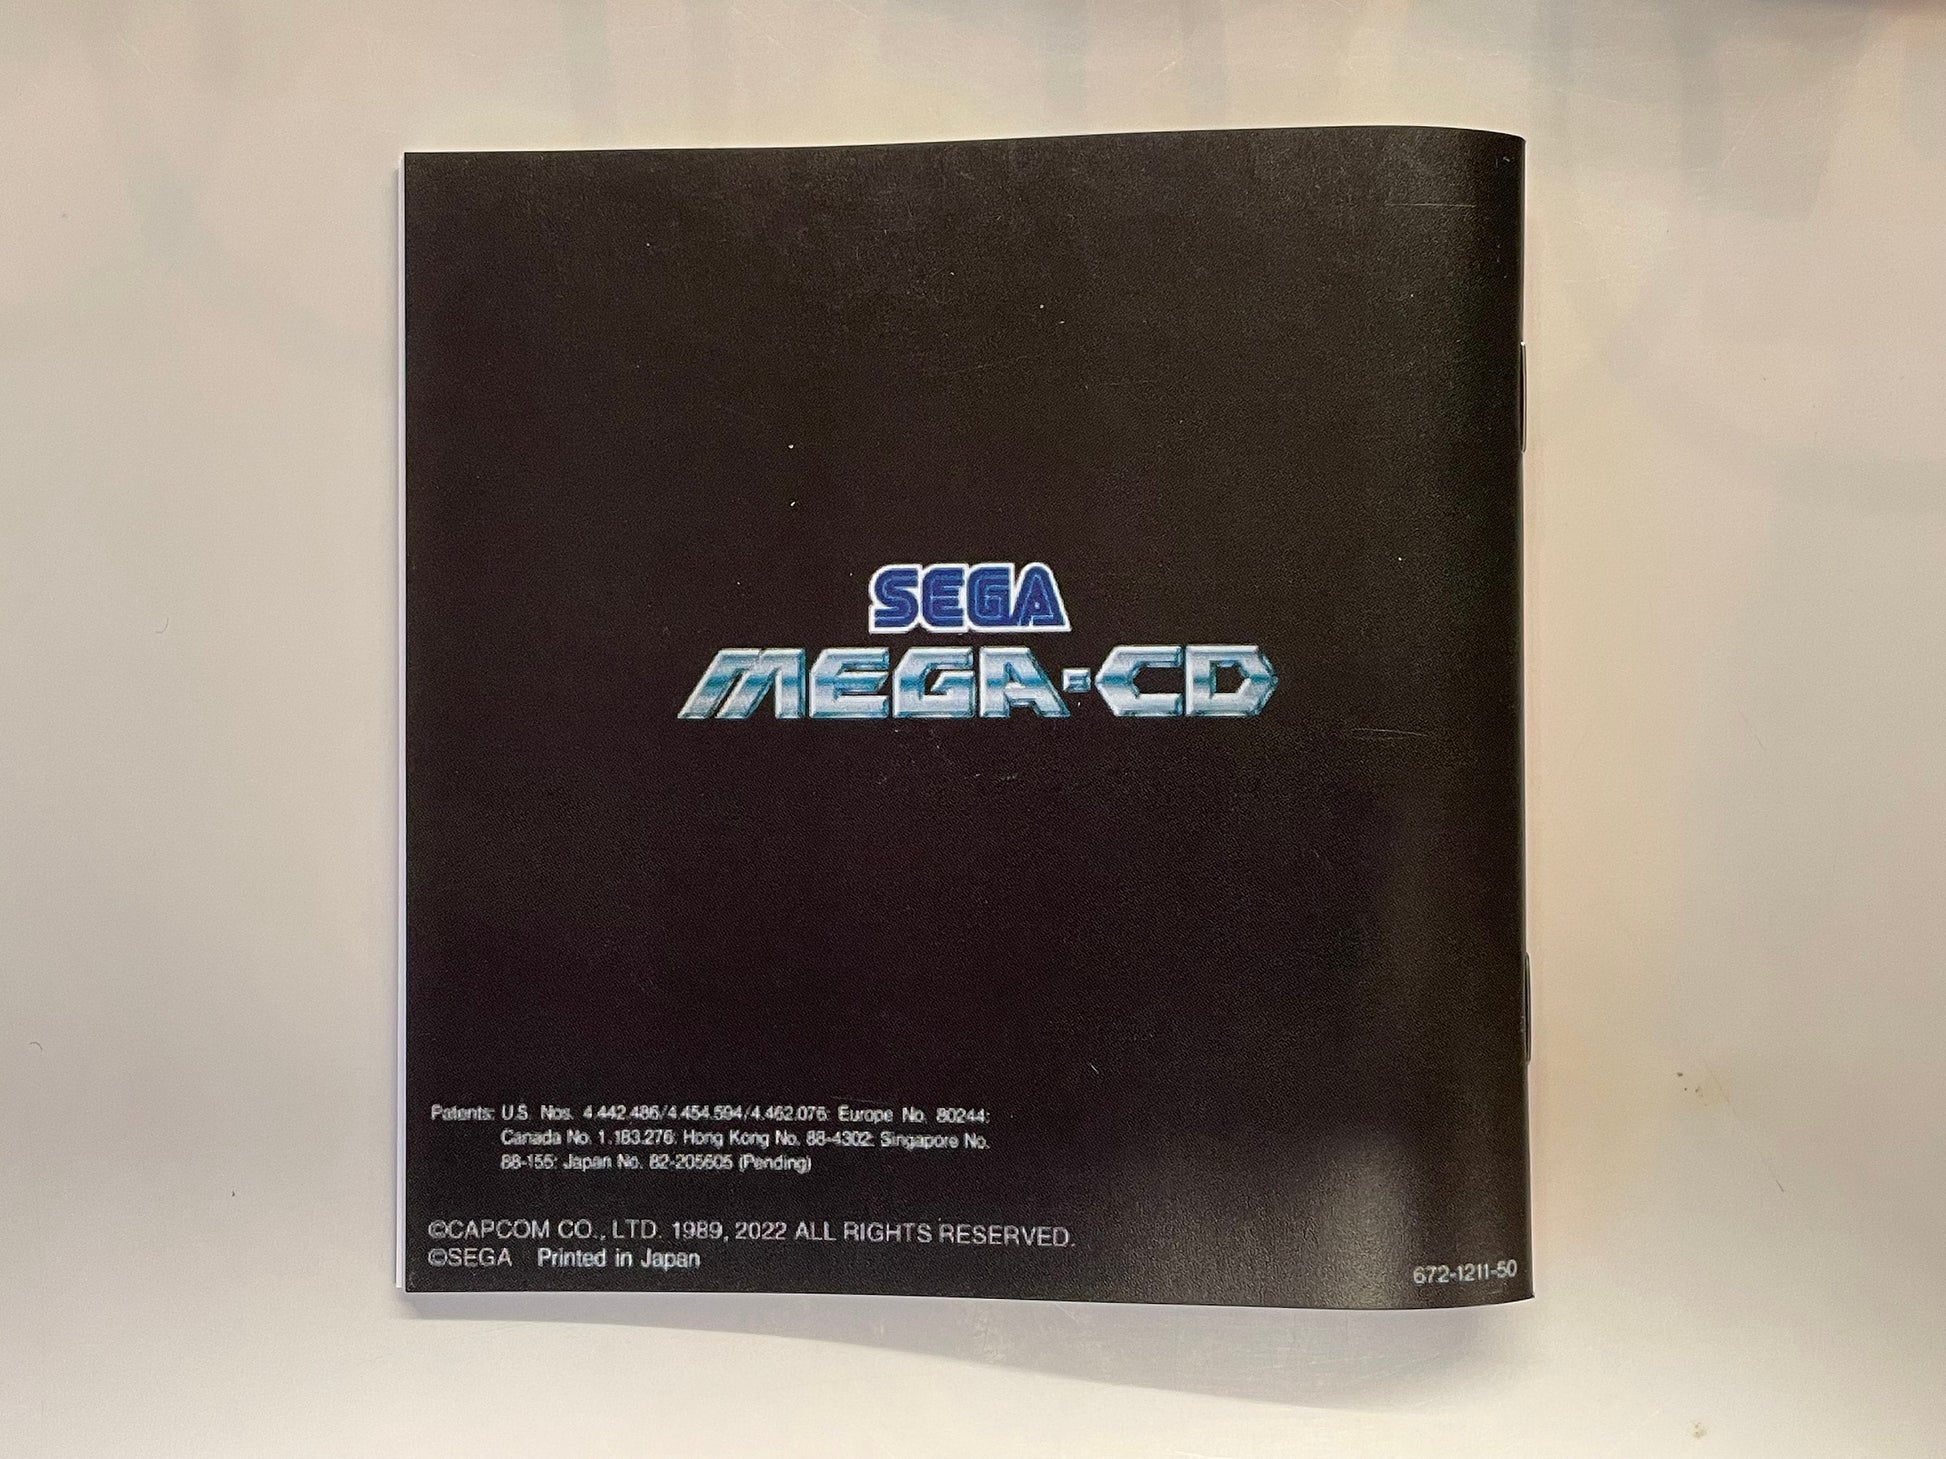 SEGA
MEGA-CD
Patents: U.S. Nos. 4.442.486/4.454.594/4.462.076: Europe No. 80244:
Canada No. 1.183.276: Hong Kong No. 88-4302: Singapore No.
88-155: Japan No. 82-205605 (Pending)
©CAPCOM CO., LTD. 1989, 2022 ALL RIGHTS RESERVED.
©SEGA Printed in Japan
672-1211-50